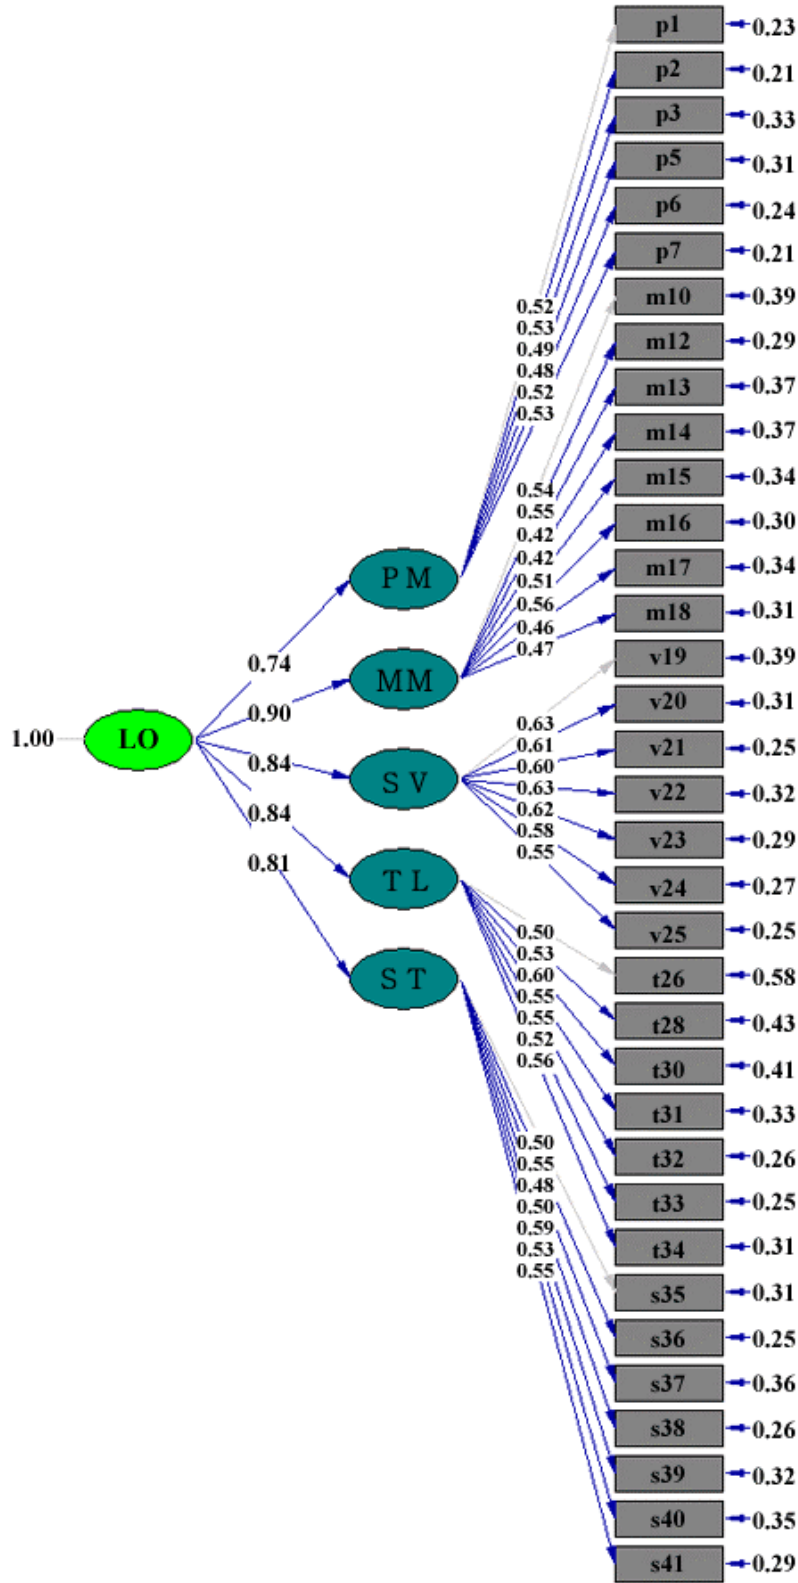 p1 0.23
p2 0.21
p3 0.33
p5 0.31
p6 0.24
p7 0.21
m10 0.39
m12 0.29
m13 0.37
m14 0.37
m15 0.34
m16 0.30
m17 0.34
m18 0.31
v19 0.39
v20 0.31
v21 0.25
v22 0.32
v23 0.29
v24 0.27
v25 0.25
t26 0.58
t28 0.43
t30 0.41
t31 0.33
t32 0.26
t33 0.25
t34 0.31
s35 0.31
s36 0.25
s37 0.36
s38 0.26
s39 0.32
s40 0.35
s41 0.29
0.52
0.53
0.49
0.48
0.52
0.53
0.54
0.55
0.42
0.42
0.51
0.56
0.46
0.47
0.63
0.61
0.60
0.63
0.62
0.58
0.55
0.50
0.53
0.60
0.55
0.55
0.52
0.56
0.50
0.55
0.48
0.50
0.59
0.53
0.55
P M
MM
S V
T L
S T
0.74
0.90
0.84
0.84
0.81
1.00 LO